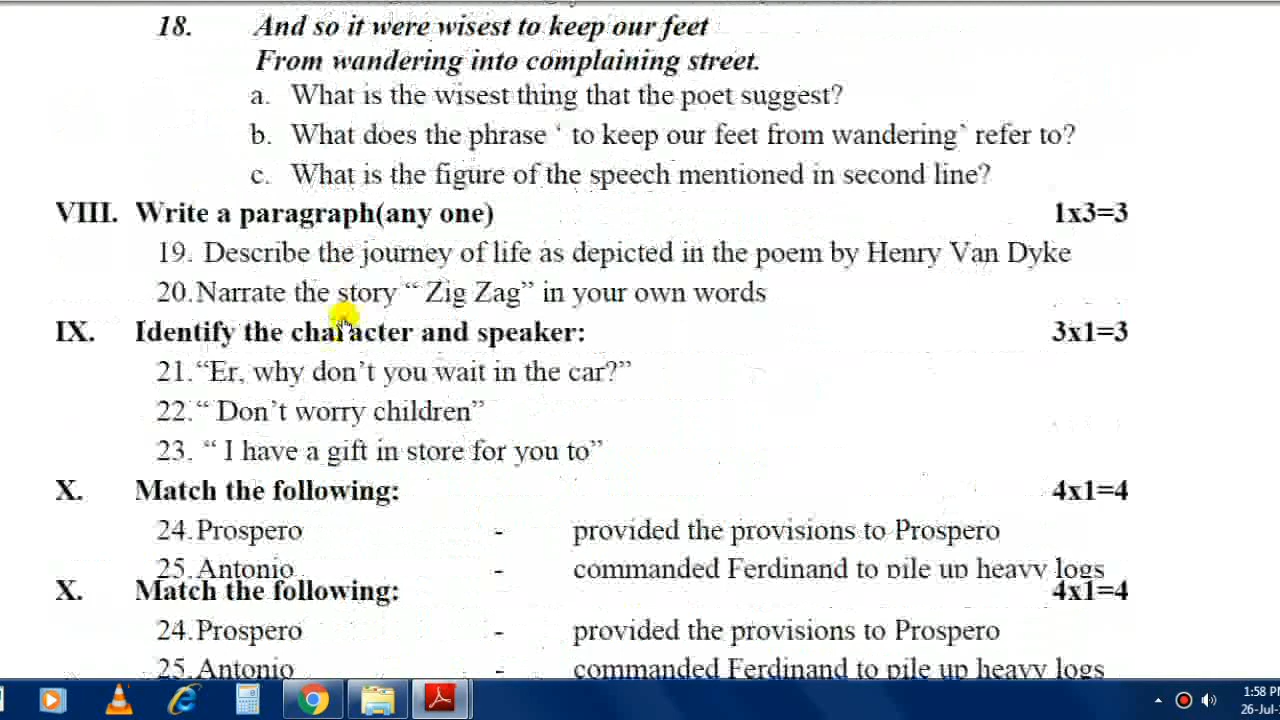 18. And so it were wisest to keep our feet
From wandering into complaining street.
a. What is the wisest thing that the poet suggest?
b. What does the phrase ‘ to keep our feet from wandering` refer to?
c. What is the figure of the speech mentioned in second line?
VIII. Write a paragraph(any one) 1x3=3
19. Describe the journey of life as depicted in the poem by Henry Van Dyke
20. Narrate the story “ Zig Zag” in your own words
IX. Identify the character and speaker: 3x1=3
21. “Er, why don’t you wait in the car?”
22. “ Don’t worry children”
23. “ I have a gift in store for you to”
X. Match the following: 4x1=4
24. Prospero - provided the provisions to Prospero
25. Antonio - commanded Ferdinand to pile up heavy logs
X. Match the following: 4x1=4
24. Prospero - provided the provisions to Prospero
25. Antonio - commanded Ferdinand to pile up heavy logs
1:58 P
26-Jul-